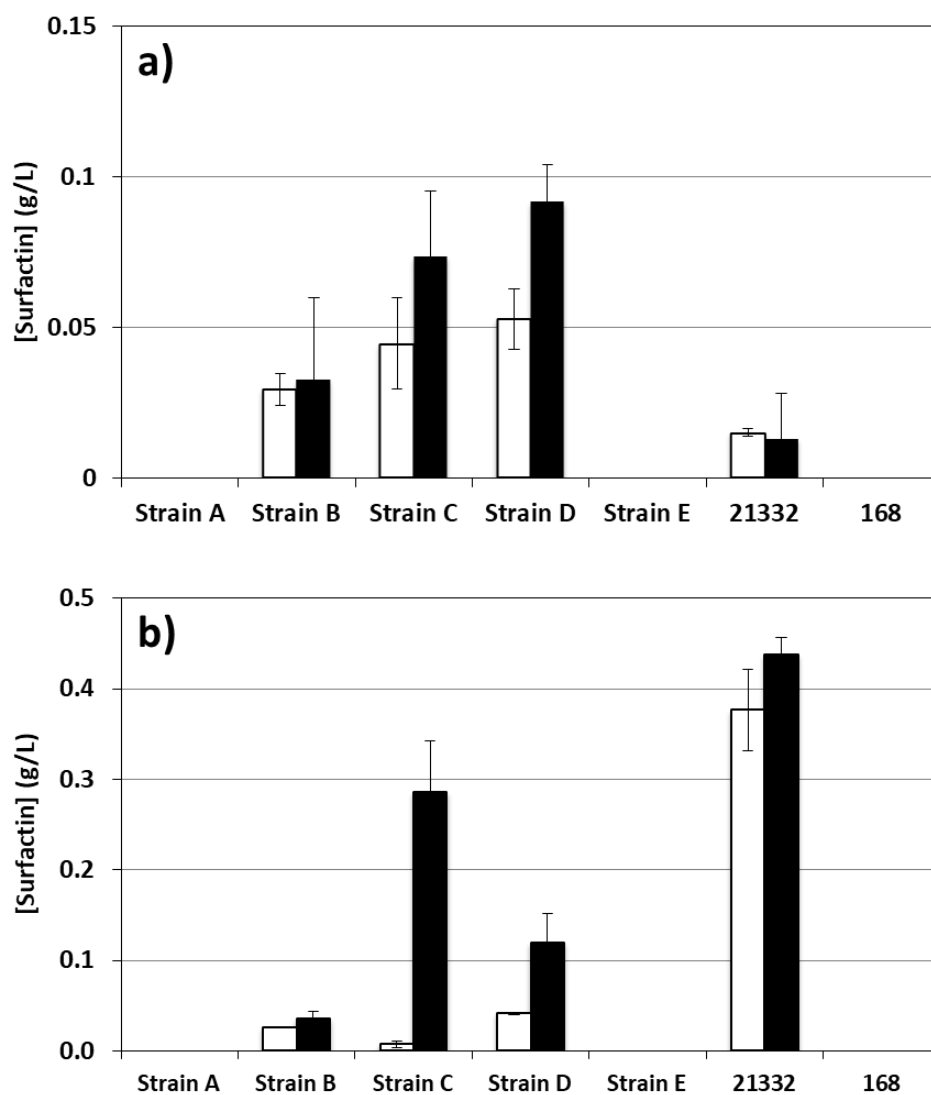 a)
[Surfactin] (g/L)
0.15
0.1
0.05
0
Strain A Strain B Strain C Strain D Strain E 21332 168
b)
[Surfactin] (g/L)
0.5
0.4
0.3
0.2
0.1
0.0
Strain A Strain B Strain C Strain D Strain E 21332 168